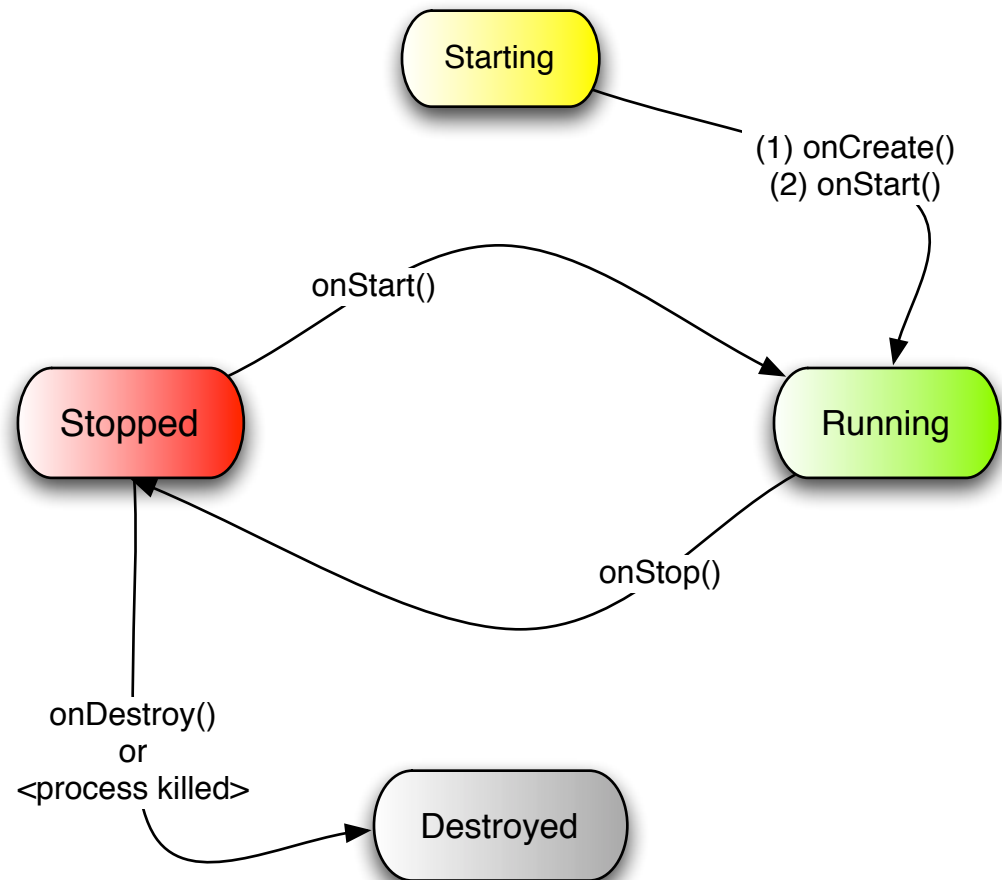 Starting
(1) onCreate()
(2) onStart()
onStart()
Stopped
Running
onStop()
onDestroy()
or
<process killed>
Destroyed